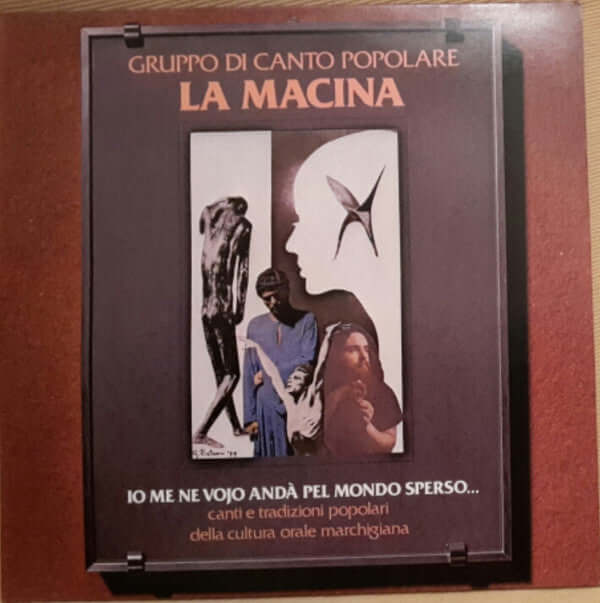 GRUPPO DI CANTO POPOLARE
LA MACINA
IO ME NE VOJO ANDÀ PEL MONDO SPERSO...
canti e tradizioni popolari
della cultura orale marchigiana